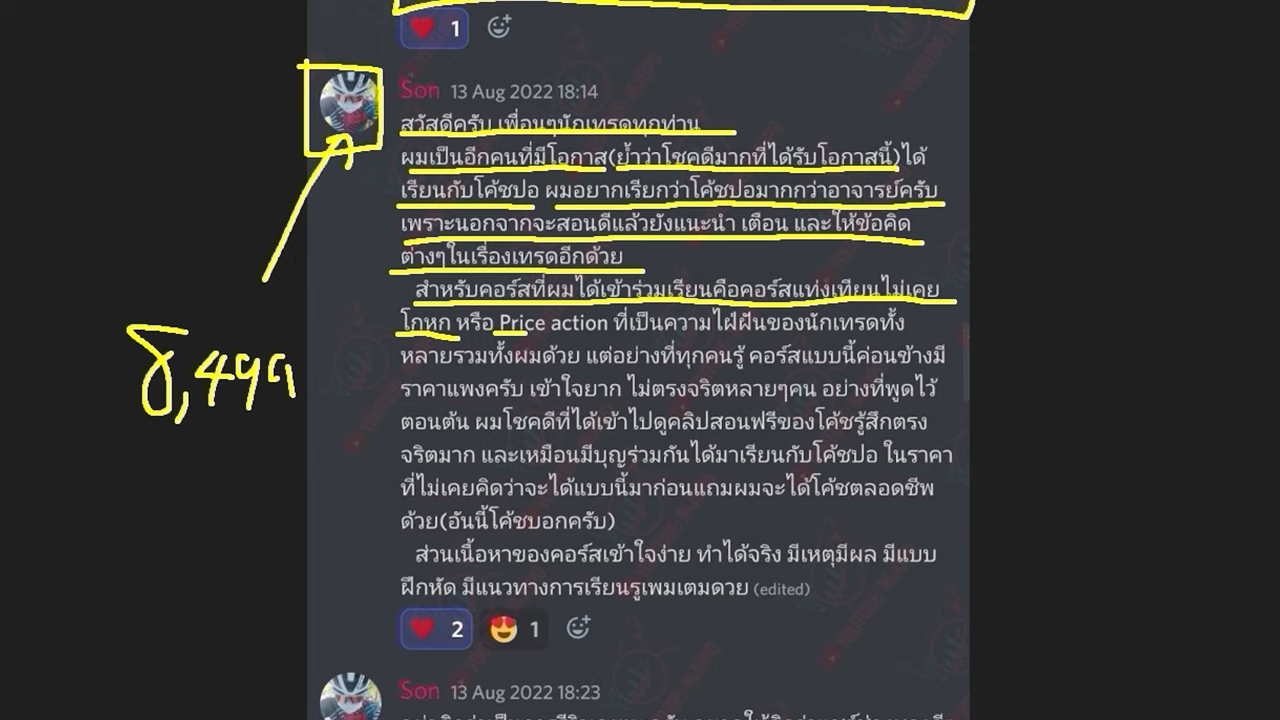 1
Son 13 Aug 2022 18:14
สวัสดีครับ เพื่อนๆนักเทรดทุกท่าน
ผมเป็นอีกคนที่มีโอกาส(ย้ำว่าโชคดีมากที่ได้รับโอกาสนี้)ได้
เรียนกับโค้ชปอ ผมอยากเรียกว่าโค้ชปอมากกว่าอาจารย์ครับ
เพราะนอกจากจะสอนดีแล้วยังแนะนำ เตือน และให้ข้อคิด
ต่างๆในเรื่องเทรดอีกด้วย
สำหรับคอร์สที่ผมได้เข้าร่วมเรียนคือคอร์สแท่งเทียนไม่เคย
โกหก หรือ Price action ที่เป็นความใฝ่ฝันของนักเทรดทั้ง
หลายรวมทั้งผมด้วย แต่อย่างที่ทุกคนรู้ คอร์สแบบนี้ค่อนข้างมี
ราคาแพงครับ เข้าใจยาก ไม่ตรงจริตหลายๆคน อย่างที่พูดไว้
ตอนต้น ผมโชคดีที่ได้เข้าไปดูคลิปสอนฟรีของโค้ชรู้สึกตรง
จริตมาก และเหมือนมีบุญร่วมกันได้มาเรียนกับโค้ชปอ ในราคา
ที่ไม่เคยคิดว่าจะได้แบบนี้มาก่อนแถมผมจะได้โค้ชตลอดชีพ
ด้วย(อันนี้โค้ชบอกครับ)
ส่วนเนื้อหาของคอร์สเข้าใจง่าย ทำได้จริง มีเหตุมีผล มีแบบ
ฝึกหัด มีแนวทางการเรียนรู้เพิ่มเติมด้วย (edited)
2 1
Son 13 Aug 2022 18:23